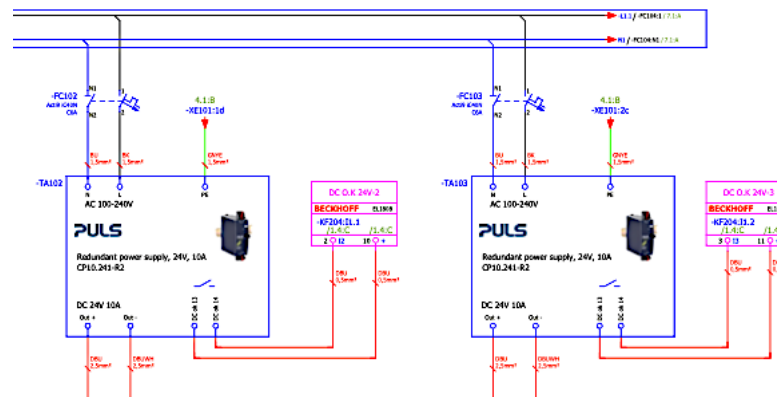 -L1.1 / -FC104:1 / 7.1:A
N1 / -FC104:N1 / 7.1:A
-FC102
N1
1
N2
2
4.1:B
-XE101:1d
BU
1,5mm²
BK
1,5mm²
GNYE
1,5mm²
-TA102
N
L
PE
AC 100-240V
PULS
Redundant power supply, 24V, 10A
CP10.241-R2
DC 24V 10A
Out +
Out -
DC ok 13
DC ok 14
DBU
2,5mm²
DBUWH
2,5mm²
DC O.K 24V-2
BECKHOFF
EL1809
-KF204:I1.1
/1.4:C
/1.4:C
2
I2
10
+
DBU
0,5mm²
DBU
0,5mm²
-FC103
N1
1
N2
2
4.1:B
-XE101:2c
BU
1,5mm²
BK
1,5mm²
GNYE
1,5mm²
-TA103
N
L
PE
AC 100-240V
PULS
Redundant power supply, 24V, 10A
CP10.241-R2
DC 24V 10A
Out +
Out -
DC ok 13
DC ok 14
DBU
2,5mm²
DBUWH
2,5mm²
DC O.K 24V-3
BECKHOFF
-KF204:I1.2
/1.4:C
3
I3
11
DBU
0,5mm²